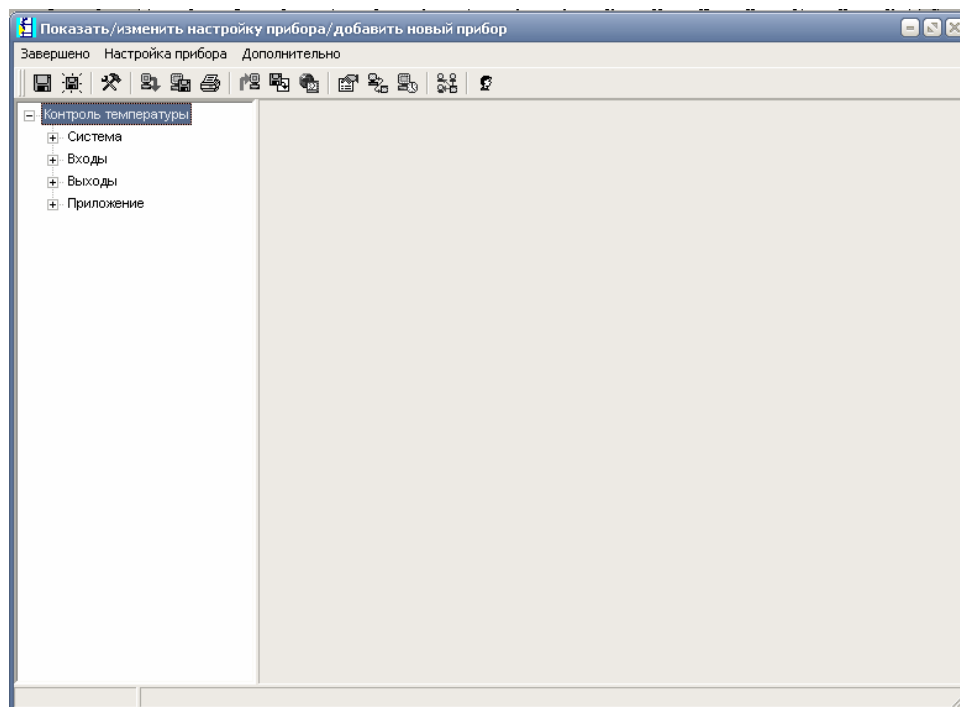 Показать/изменить настройку прибора/добавить новый прибор
Завершено Настройка прибора Дополнительно
Контроль температуры
Система
Входы
Выходы
Приложение